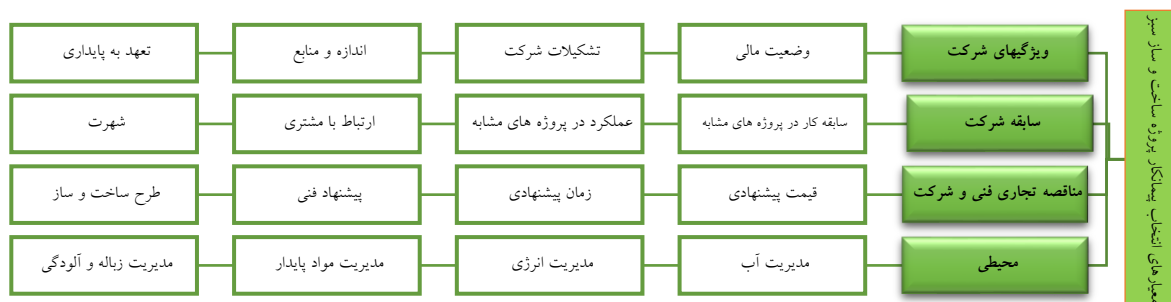 معیارهای انتخاب پیمانکار پروژه ساخت و ساز سبز
ویژگیهای شرکت
وضعیت مالی
تشکیلات شرکت
اندازه و منابع
تعهد به پایداری
سابقه شرکت
سابقه کار در پروژه های مشابه
عملکرد در پروژه های مشابه
ارتباط با مشتری
شهرت
مناقصه تجاری فنی و شرکت
قیمت پیشنهادی
زمان پیشنهادی
پیشنهاد فنی
طرح ساخت و ساز
محیطی
مدیریت آب
مدیریت انرژی
مدیریت مواد پایدار
مدیریت زباله و آلودگی